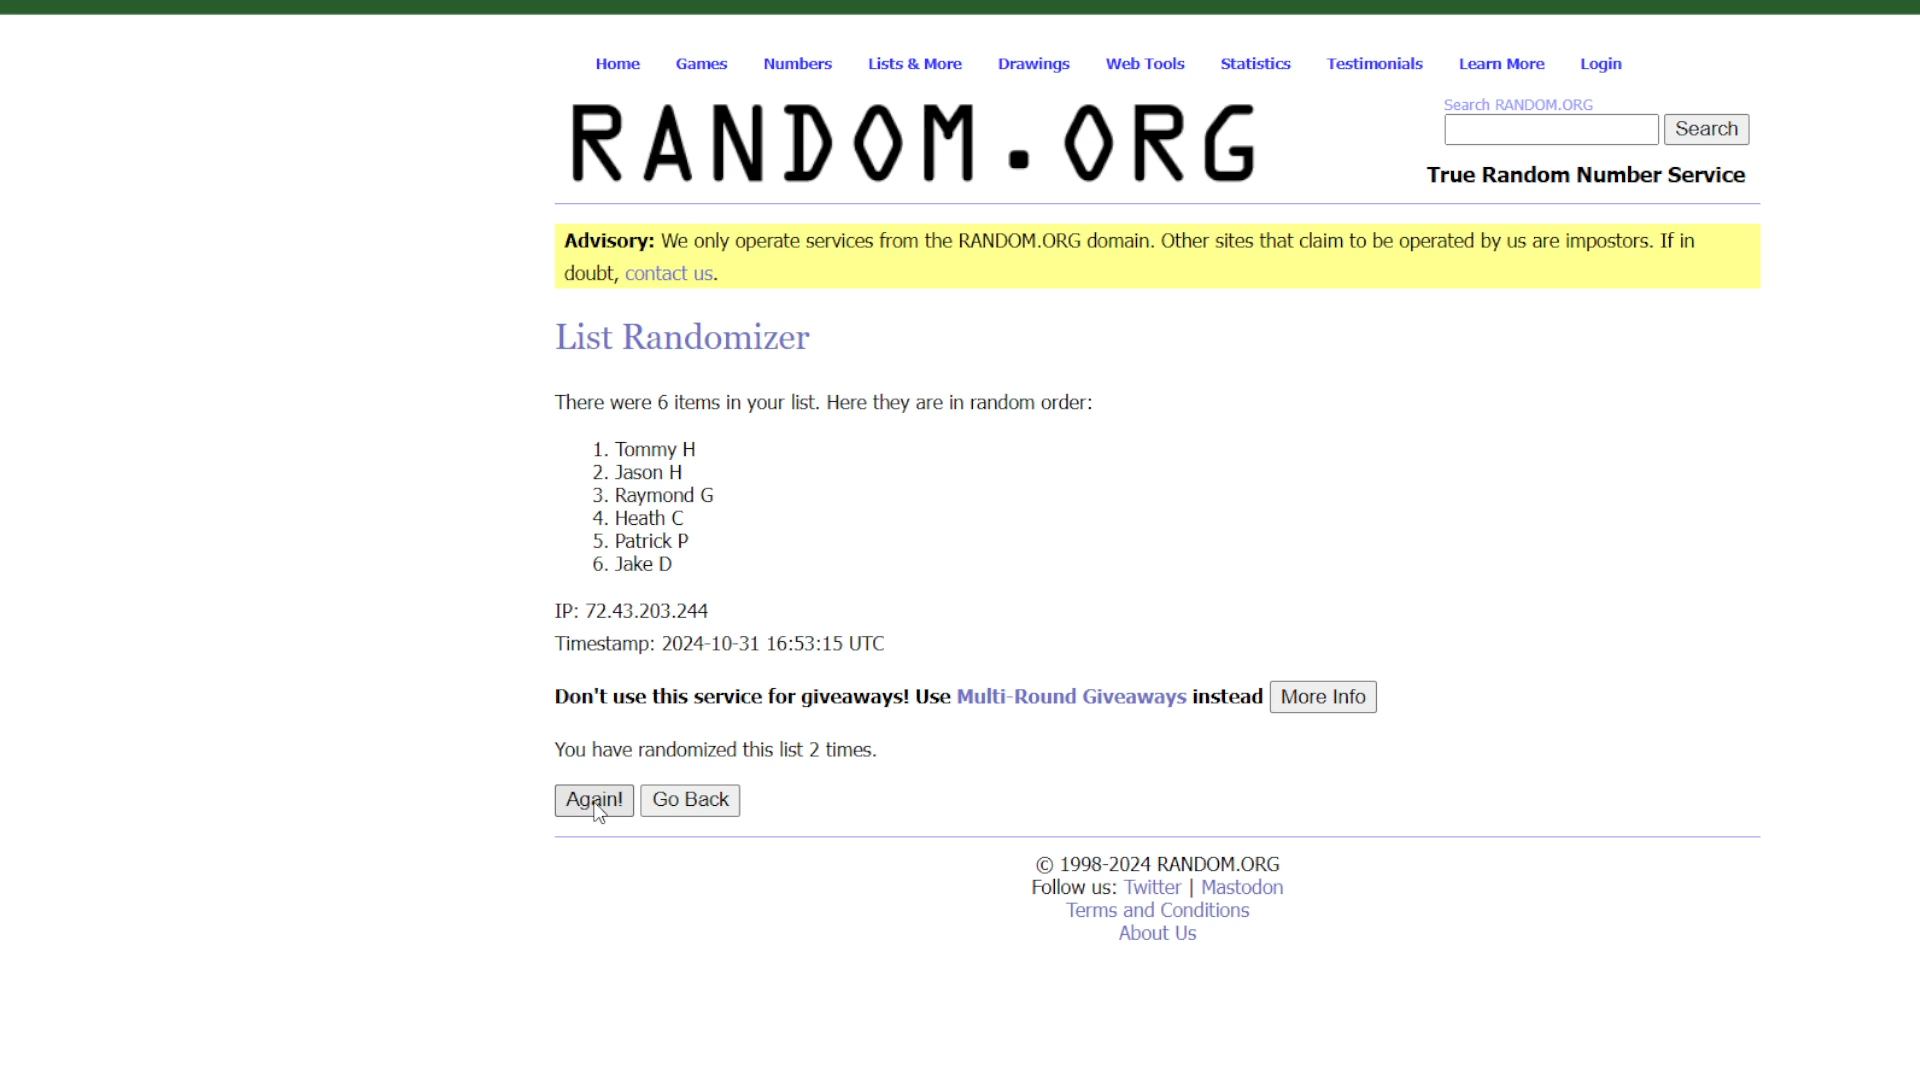 Home Games Numbers Lists & More Drawings Web Tools Statistics Testimonials Learn More Login
RANDOM.ORG
Search RANDOM.ORG
Search
True Random Number Service
Advisory: We only operate services from the RANDOM.ORG domain. Other sites that claim to be operated by us are impostors. If in
doubt, contact us.
List Randomizer
There were 6 items in your list. Here they are in random order:
1. Tommy H
2. Jason H
3. Raymond G
4. Heath C
5. Patrick P
6. Jake D
IP: 72.43.203.244
Timestamp: 2024-10-31 16:53:15 UTC
Don't use this service for giveaways! Use Multi-Round Giveaways instead More Info
You have randomized this list 2 times.
Again! Go Back
© 1998-2024 RANDOM.ORG
Follow us: Twitter | Mastodon
Terms and Conditions
About Us